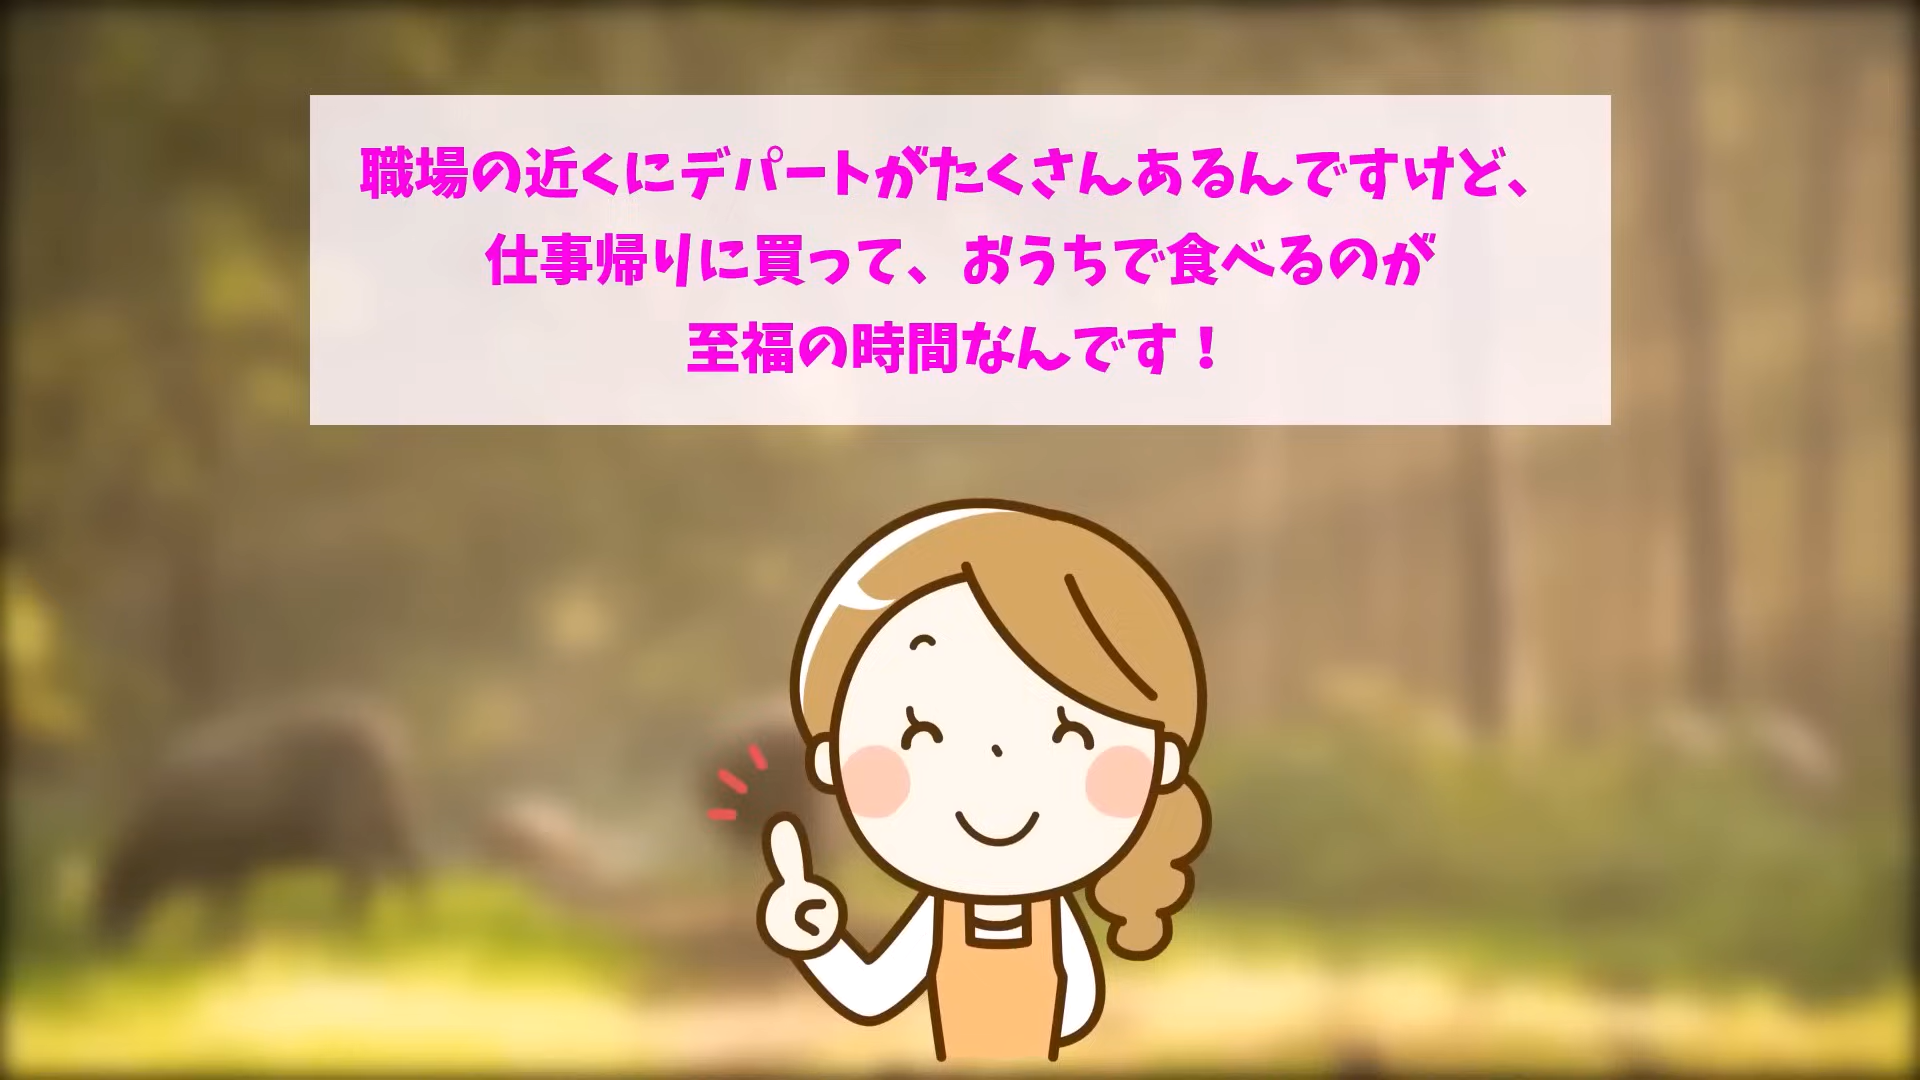 職場の近くにデパートがたくさんあるんですけど、
仕事帰りに買って、おうちで食べるのが
至福の時間なんです！